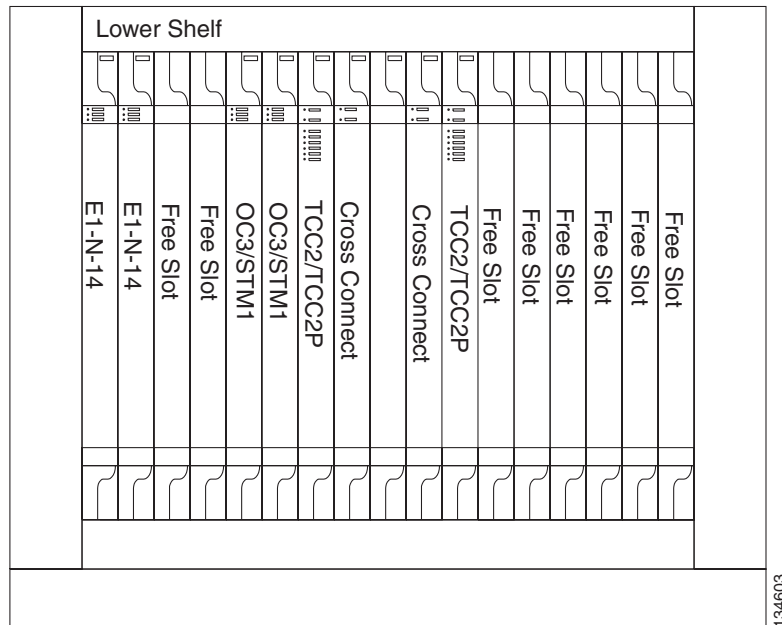 Lower Shelf
E1-N-14
E1-N-14
Free Slot
Free Slot
OC3/STM1
OC3/STM1
TCC2/TCC2P
Cross Connect
Cross Connect
TCC2/TCC2P
Free Slot
Free Slot
Free Slot
Free Slot
Free Slot
Free Slot
134603